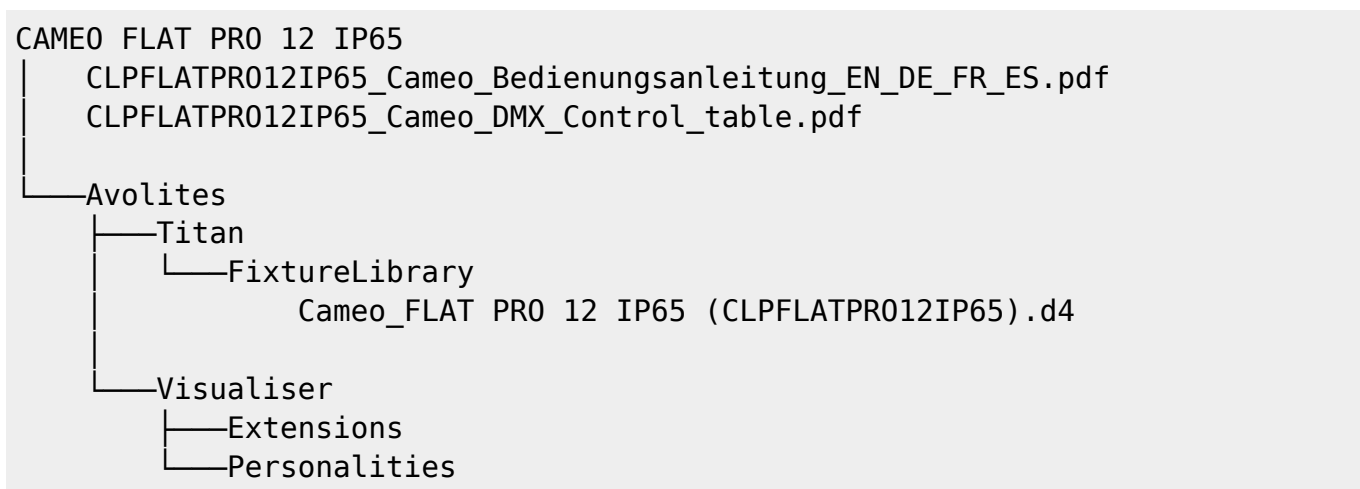 CAMEO FLAT PRO 12 IP65
│   CLPFLATPRO12IP65_Cameo_Bedienungsanleitung_EN_DE_FR_ES.pdf
│   CLPFLATPRO12IP65_Cameo_DMX_Control_table.pdf
│
└───Avolites
    ├───Titan
    │   └───FixtureLibrary
    │           Cameo_FLAT PRO 12 IP65 (CLPFLATPRO12IP65).d4
    │
    └───Visualiser
        ├───Extensions
        └───Personalities